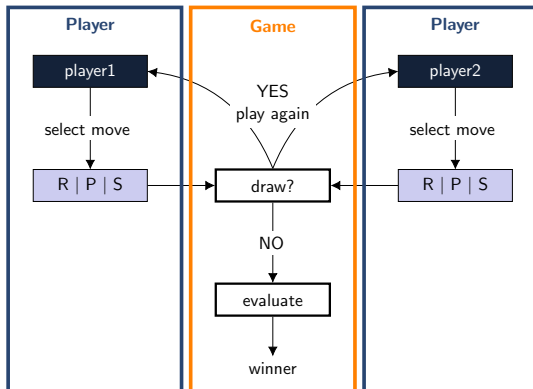 Player
Game
Player
player1
player2
YES
play again
select move
select move
R | P | S
draw?
R | P | S
NO
evaluate
winner